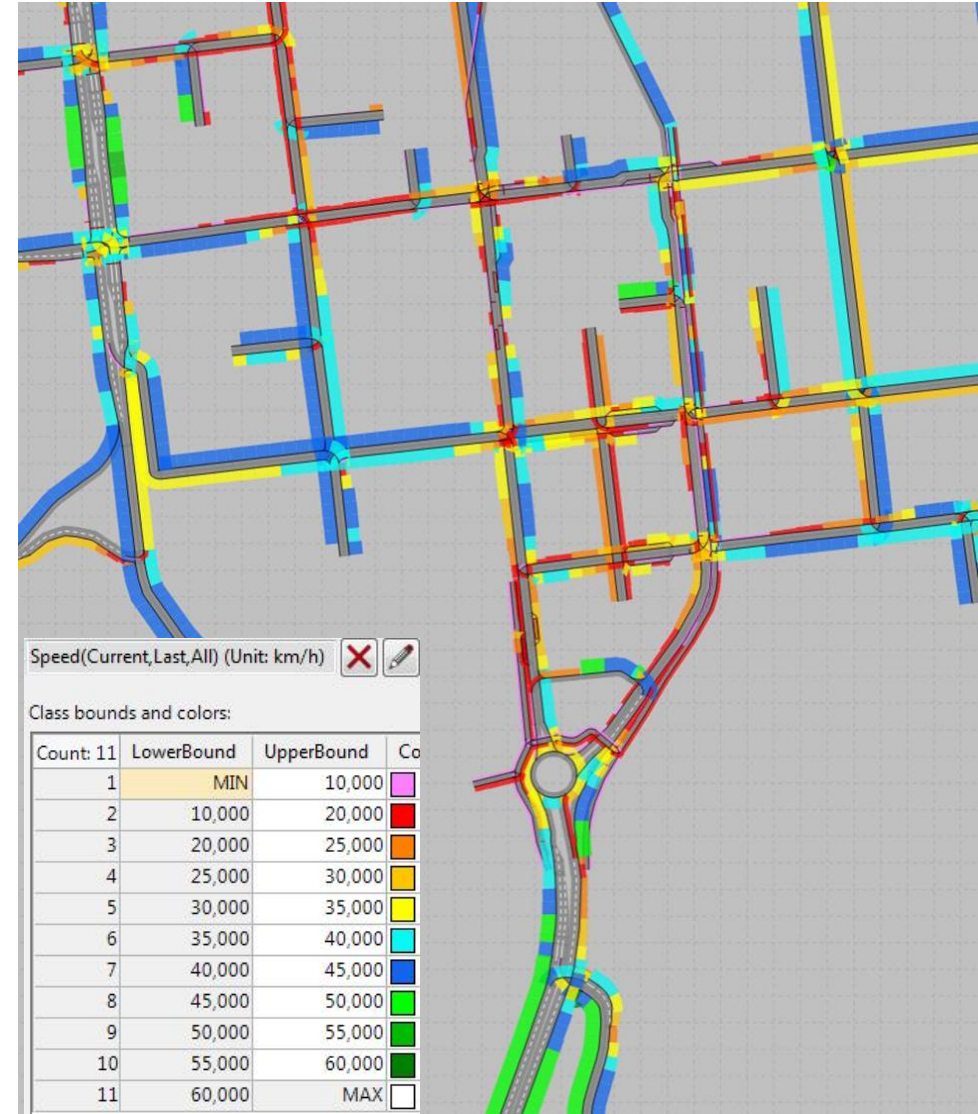 Speed(Current,Last,All) (Unit: km/h)
Class bounds and colors:
Count: 11 LowerBound UpperBound Co
1 MIN 10,000
2 10,000 20,000
3 20,000 25,000
4 25,000 30,000
5 30,000 35,000
6 35,000 40,000
7 40,000 45,000
8 45,000 50,000
9 50,000 55,000
10 55,000 60,000
11 60,000 MAX